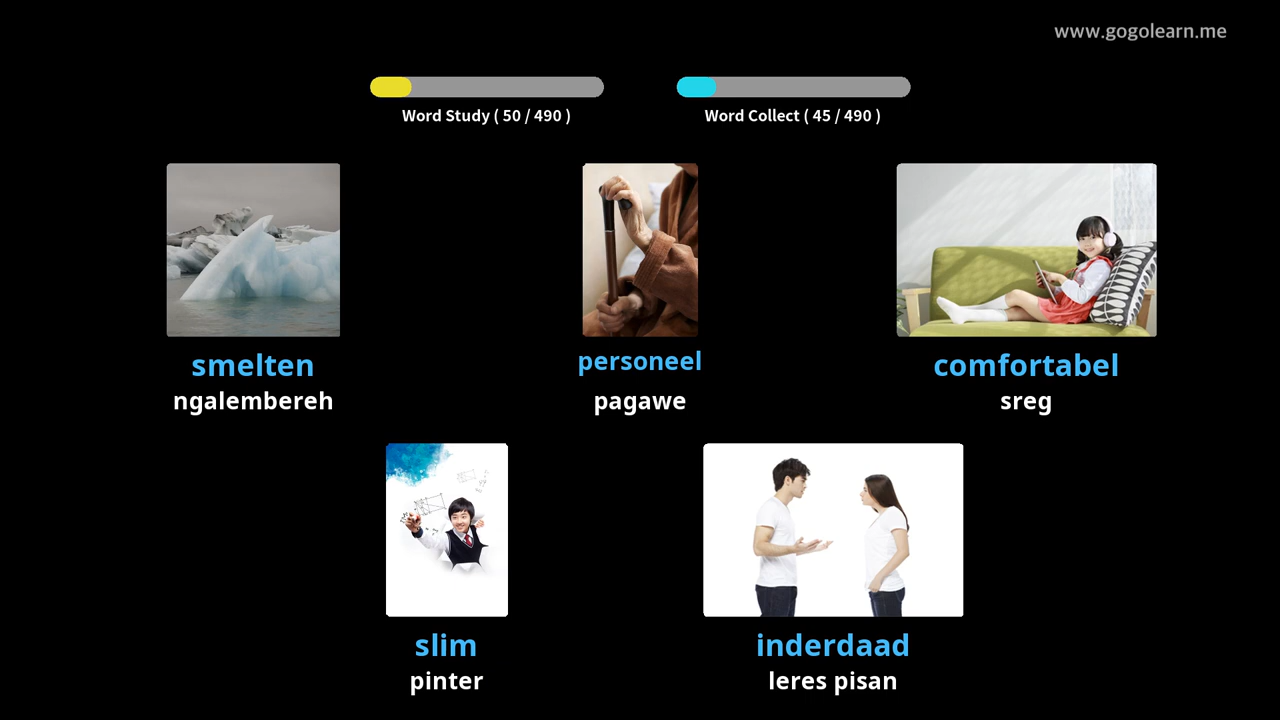 www.gogolearn.me
Word Study ( 50 / 490 )
Word Collect ( 45 / 490 )
smelten
ngalembereh
personeel
pagawe
comfortabel
sreg
slim
pinter
inderdaad
leres pisan